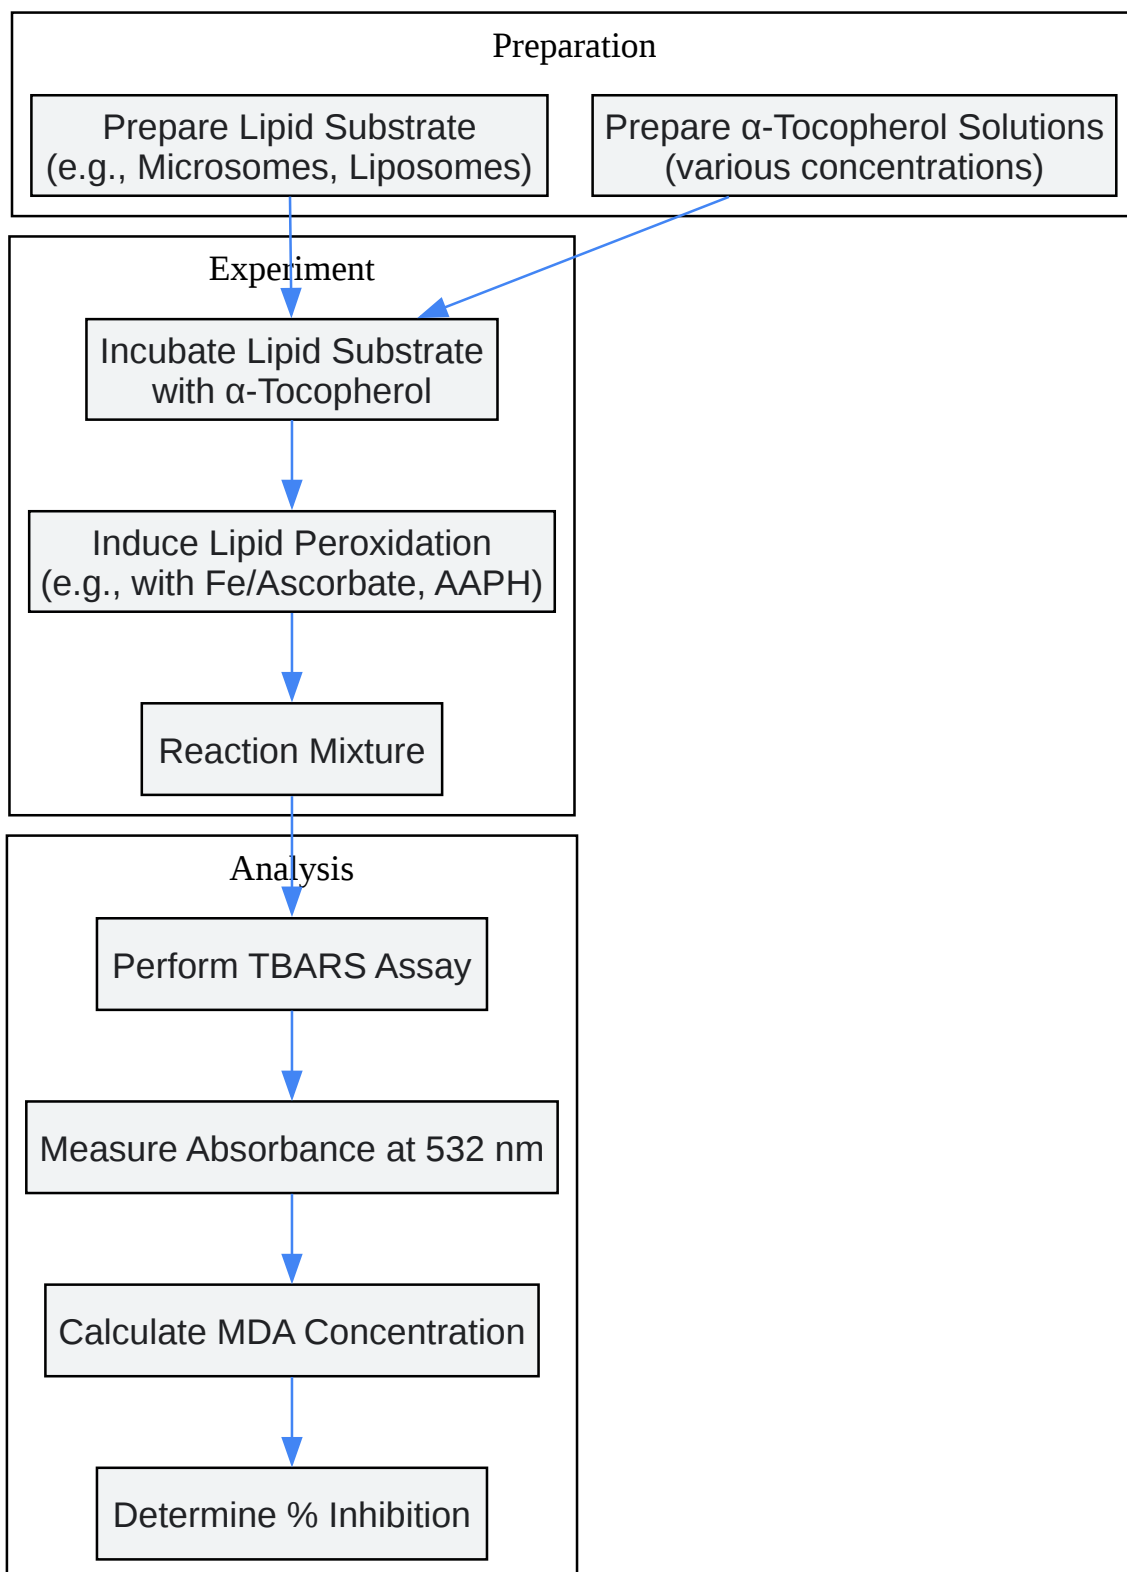 Preparation
Prepare Lipid Substrate
(e.g., Microsomes, Liposomes)
Prepare α-Tocopherol Solutions
(various concentrations)
Experiment
Incubate Lipid Substrate
with α-Tocopherol
Induce Lipid Peroxidation
(e.g., with Fe/Ascorbate, AAPH)
Reaction Mixture
Analysis
Perform TBARS Assay
Measure Absorbance at 532 nm
Calculate MDA Concentration
Determine % Inhibition